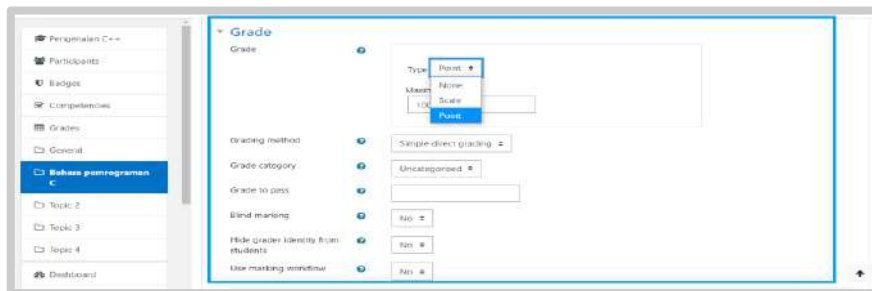 Pengenalan C++
Participants
Badges
Competencies
Grades
General
Bahasa pemrograman C
Topic 2
Topic 3
Topic 4
Dashboard
Grade
Grade
Type Point
None
Scale
Point
Grading method Simple direct grading
Grade category Uncategorised
Grade to pass
Blind marking No
Hide grader identity from students No
Use marking workflow No